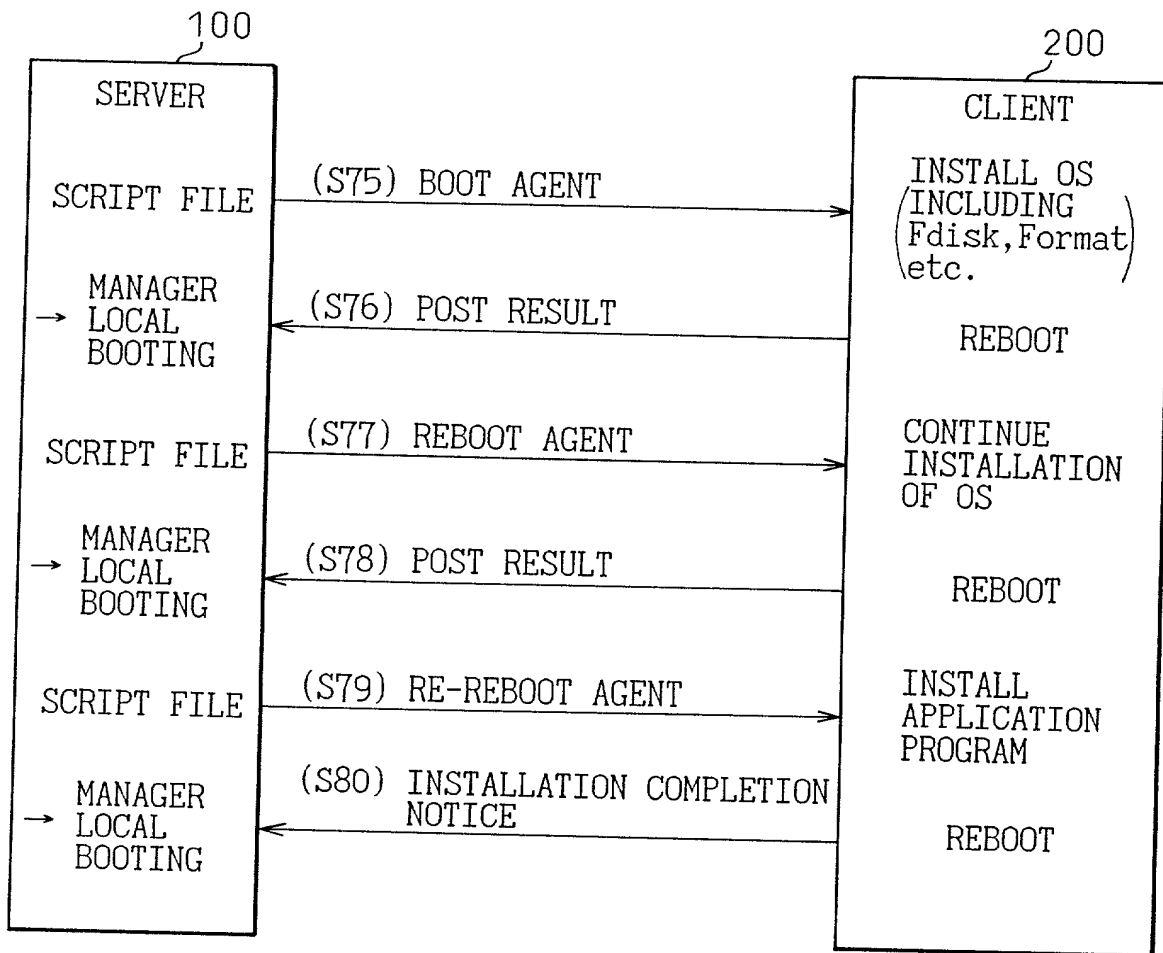 100
200
SERVER
CLIENT
SCRIPT FILE
(S75) BOOT AGENT
INSTALL OS
INCLUDING
Fdisk,Format
etc.
→ MANAGER
LOCAL
BOOTING
(S76) POST RESULT
REBOOT
SCRIPT FILE
(S77) REBOOT AGENT
CONTINUE
INSTALLATION
OF OS
→ MANAGER
LOCAL
BOOTING
(S78) POST RESULT
REBOOT
SCRIPT FILE
(S79) RE-REBOOT AGENT
INSTALL
APPLICATION
PROGRAM
→ MANAGER
LOCAL
BOOTING
(S80) INSTALLATION COMPLETION
NOTICE
REBOOT